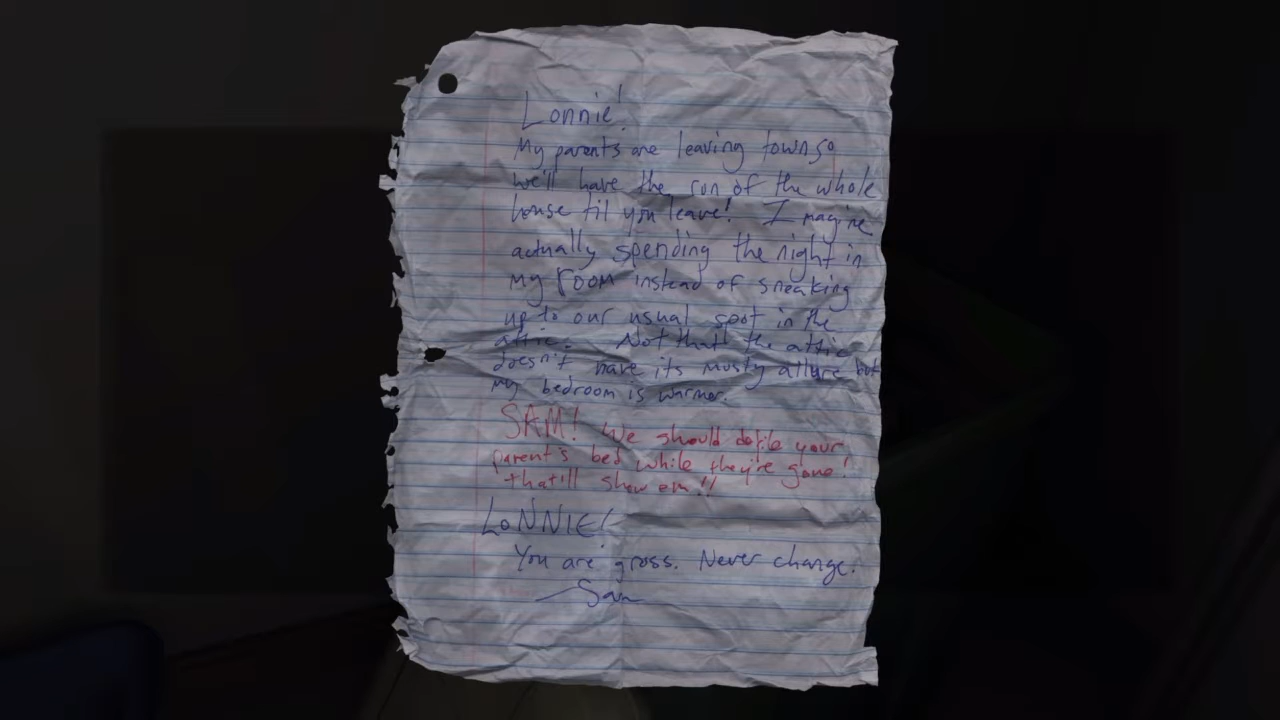 Lonnie!
My parents are leaving town so
we'll have the run of the whole
house til you leave! Imagine
actually spending the night in
my room instead of sneaking
up to our usual spot in the
attic. Not that the attic
doesn't have its musty allure but
my bedroom is warmer.
SAM! We should defile your
parent's bed while they're gone!
that'll show em!!
LONNIE!
You are gross. Never change.
—Sam